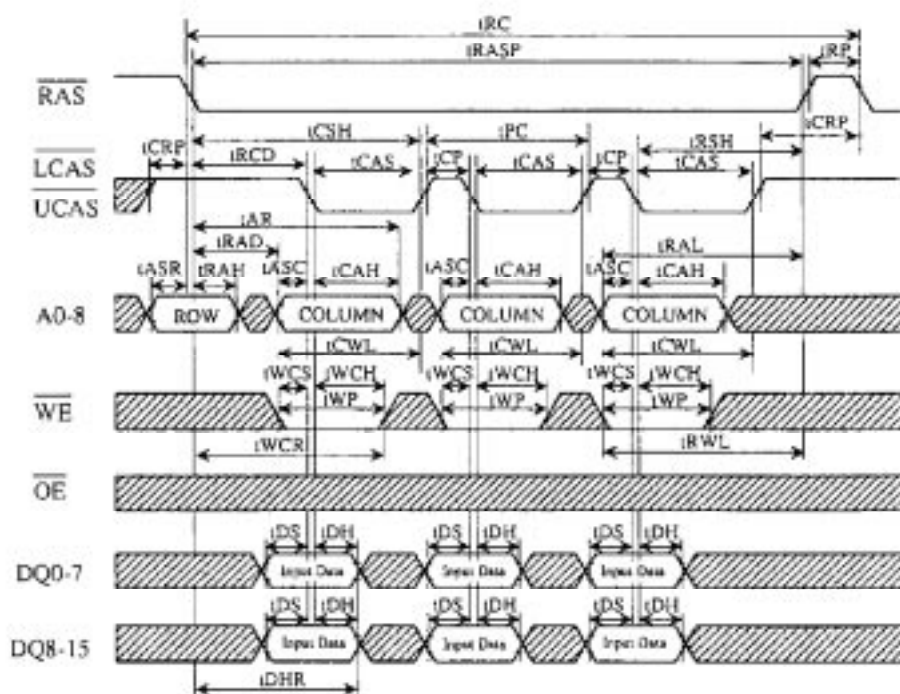 tRC
tRASP tRP
RAS
tCSH tPC tCRP
tCRP tRCD tCAS tCP tCAS tCP tRSH tCAS
LCAS
UCAS
tAR
tRAD tRAL
tASR tRAH tASC tCAH tASC tCAH tASC tCAH
A0-8 ROW COLUMN COLUMN COLUMN
tCWL tCWL tCWL
tWCS tWCH tWCS tWCH tWCS tWCH
WE tWP tWP tWP
tWCR tRWL
OE
tDS tDH tDS tDH tDS tDH
DQ0-7 Input Data Input Data Input Data
tDS tDH tDS tDH tDS tDH
DQ8-15 Input Data Input Data Input Data
tDHR